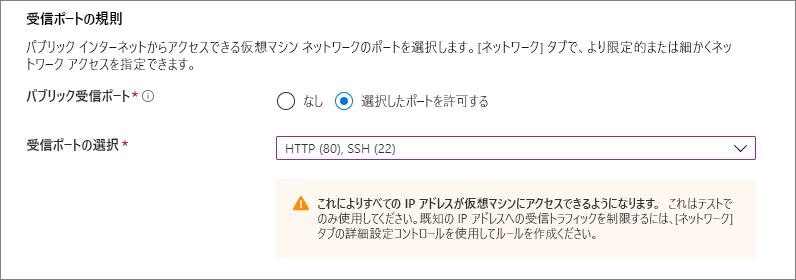 受信ポートの規則
パブリック インターネットからアクセスできる仮想マシン ネットワークのポートを選択します。[ネットワーク] タブで、より限定的または細かくネッ
トワーク アクセスを指定できます。
パブリック受信ポート*
なし 選択したポートを許可する
受信ポートの選択 *
HTTP (80), SSH (22)
これによりすべての IP アドレスが仮想マシンにアクセスできるようになります。 これはテストで
のみ使用してください。既知の IP アドレスへの受信トラフィックを制限するには、[ネットワーク]
タブの詳細設定コントロールを使用してルールを作成ください。